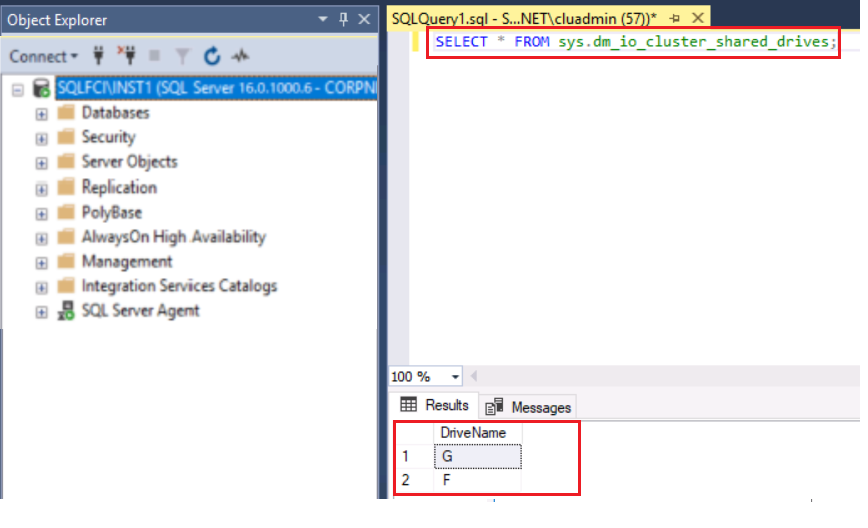 Object Explorer
Connect
SQLFCI\INST1 (SQL Server 16.0.1000.6 - CORPN
Databases
Security
Server Objects
Replication
PolyBase
AlwaysOn High Availability
Management
Integration Services Catalogs
SQL Server Agent
SQLQuery1.sql - S...NET\cluadmin (57))*
SELECT * FROM sys.dm_io_cluster_shared_drives;
100 %
Results
Messages
DriveName
1 G
2 F